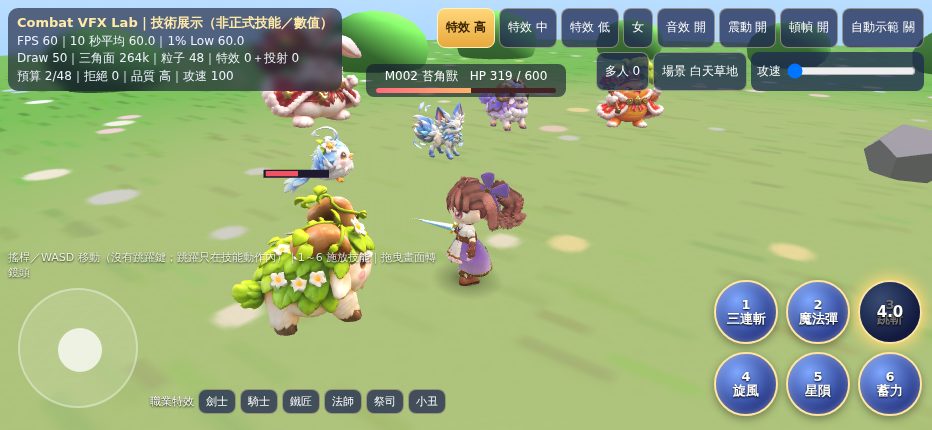 Combat VFX Lab｜技術展示（非正式技能／數值）
FPS 60｜10 秒平均 60.0｜1% Low 60.0
Draw 50｜三角面 264k｜粒子 48｜特效 0＋投射 0
預算 2/48｜拒絕 0｜品質 高｜攻速 100
特效 高
特效 中
特效 低
女
音效 開
震動 開
頓幀 開
自動示範 關
多人 0
場景 白天草地
攻速
M002 苔角獸 HP 319 / 600
搖桿／WASD 移動（沒有跳躍鍵；跳躍只在技能動作內）｜1～6 施放技能｜拖曳畫面轉
鏡頭
1
三連斬
2
魔法彈
3
跳斬
4.0
4
旋風
5
星隕
6
蓄力
職業特效
劍士
騎士
鐵匠
法師
祭司
小丑